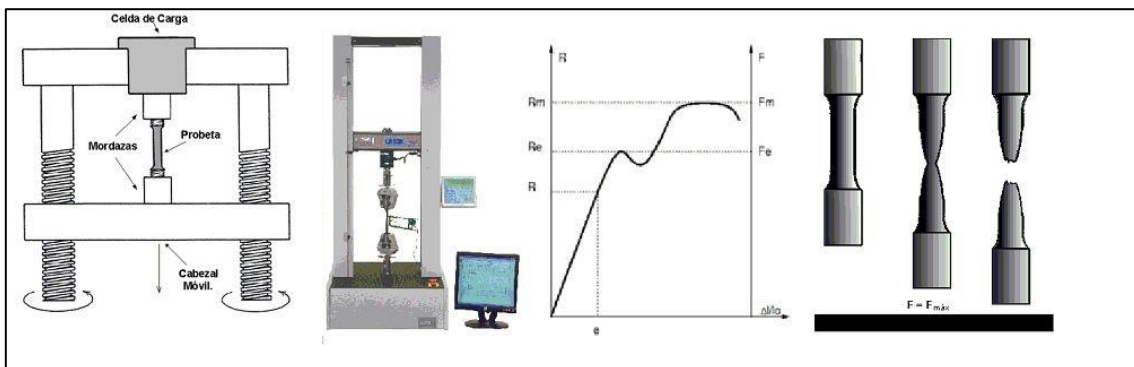 Celda de Carga
Mordazas
Probeta
Cabezal
Móvil.
R
F
Rm
Fm
Re
Fe
R
Δl/lo
e
F = Fmáx